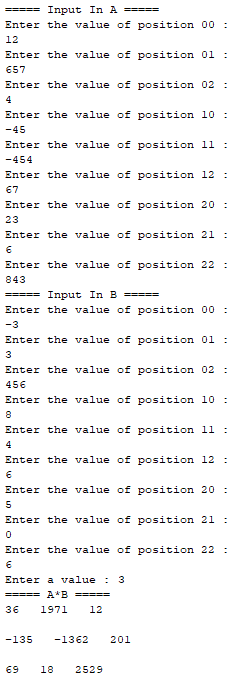 ===== Input In A =====
Enter the value of position 00 :
12
Enter the value of position 01 :
657
Enter the value of position 02 :
4
Enter the value of position 10 :
-45
Enter the value of position 11 :
-454
Enter the value of position 12 :
67
Enter the value of position 20 :
23
Enter the value of position 21 :
6
Enter the value of position 22 :
843
===== Input In B =====
Enter the value of position 00 :
-3
Enter the value of position 01 :
3
Enter the value of position 02 :
456
Enter the value of position 10 :
8
Enter the value of position 11 :
4
Enter the value of position 12 :
6
Enter the value of position 20 :
5
Enter the value of position 21 :
0
Enter the value of position 22 :
6
Enter a value : 3
===== A*B =====
36 1971 12
-135 -1362 201
69 18 2529